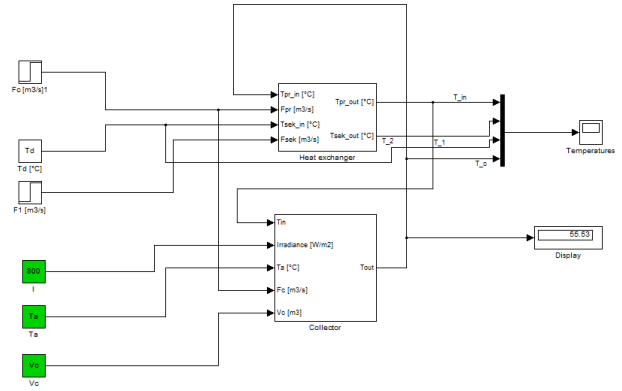 Fc [m3/s]1
Td
Td [°C]
F1 [m3/s]
Tpr_in [°C]
Fpr [m3/s]
Tsek_in [°C]
Fsek [m3/s]
Tpr_out [°C]
Tsek_out [°C]
Heat exchanger
T_in
T_2
T_1
T_c
Temperatures
Tin
Irradiance [W/m2]
Ta [°C]
Fc [m3/s]
Vc [m3]
Tout
Collector
55.53
Display
800
I
Ta
Ta
Vc
Vc